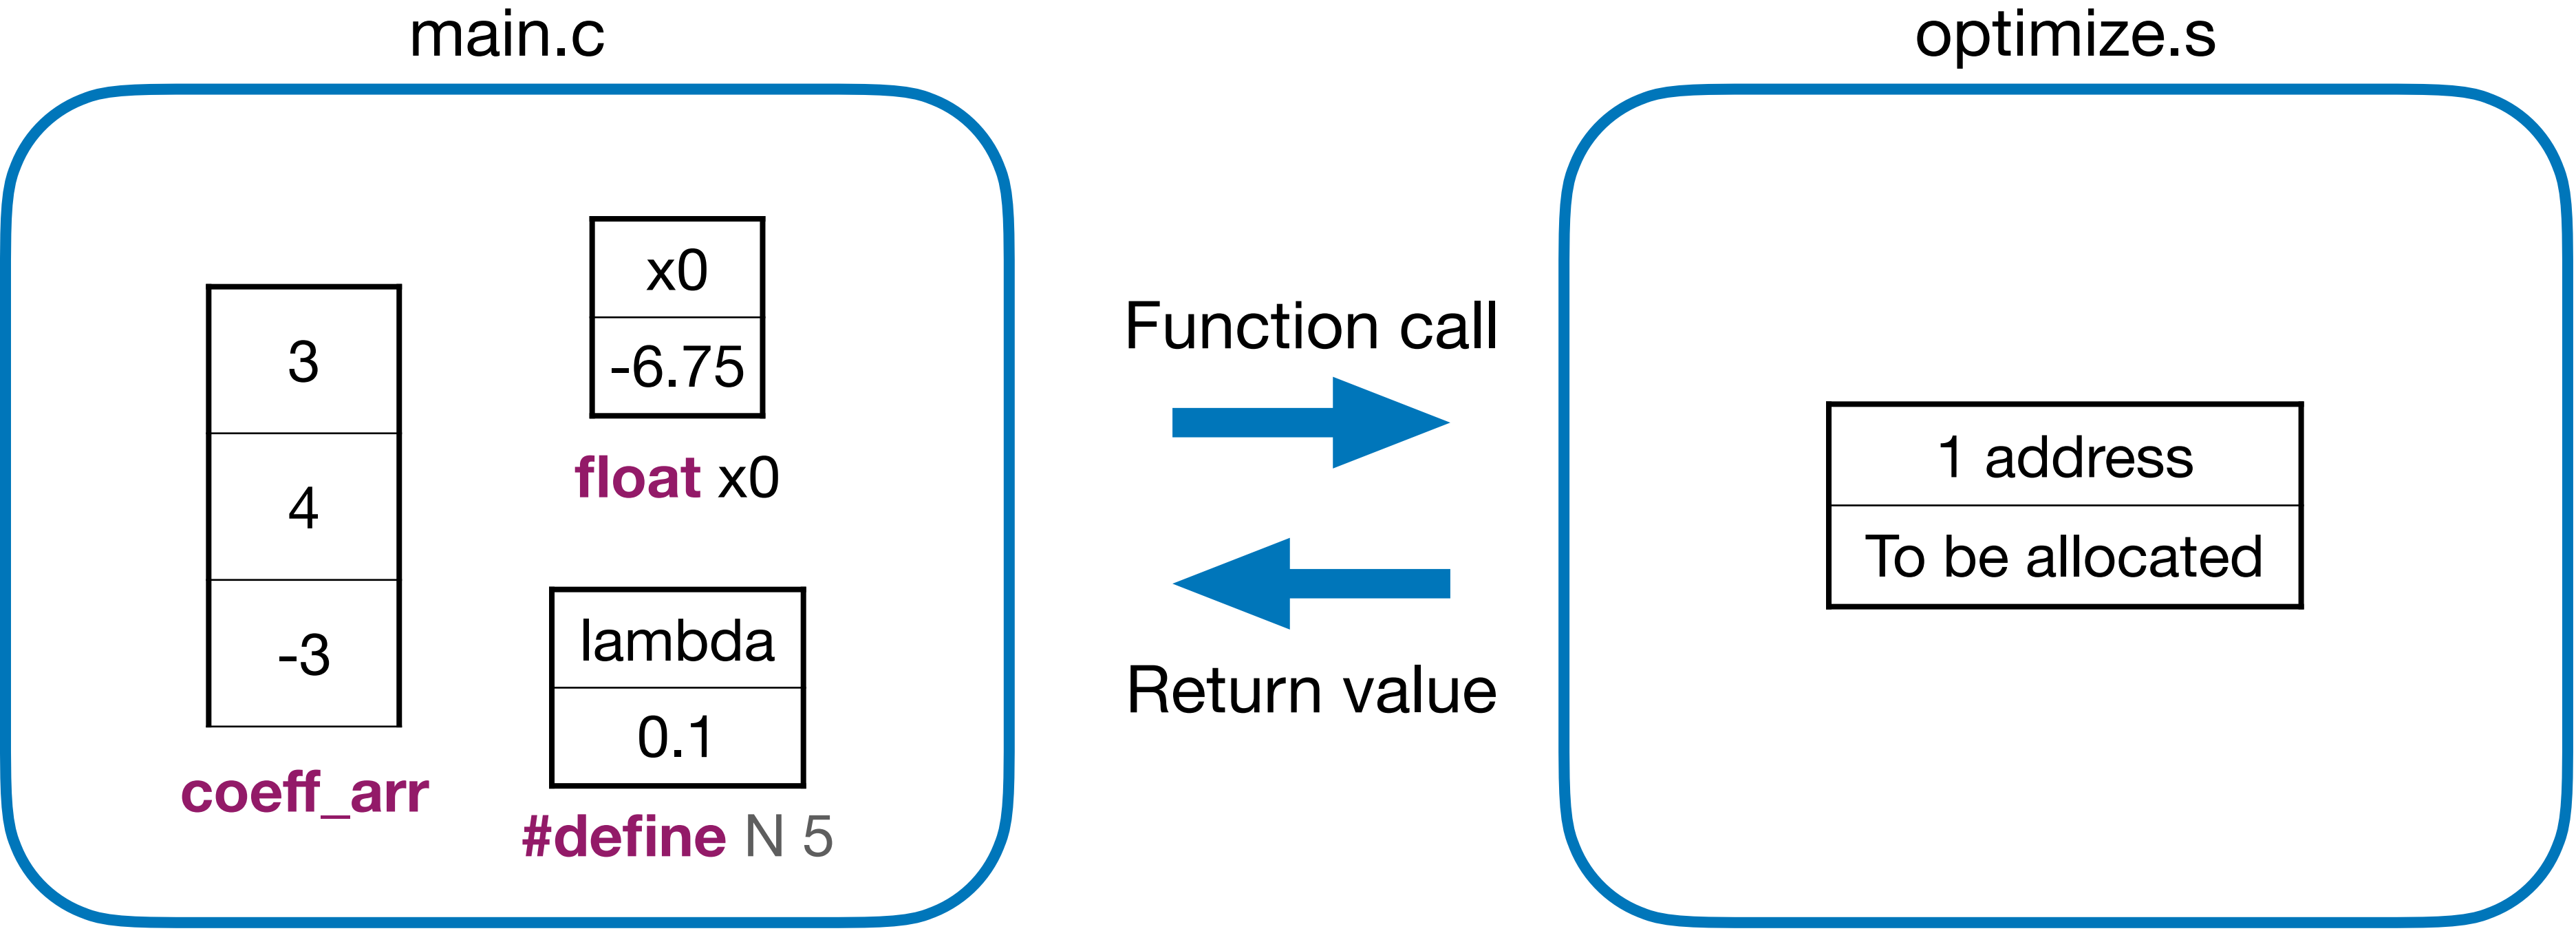 main.c
3
4
-3
coeff_arr
x0
-6.75
float x0
lambda
0.1
#define N 5
Function call
Return value
optimize.s
1 address
To be allocated